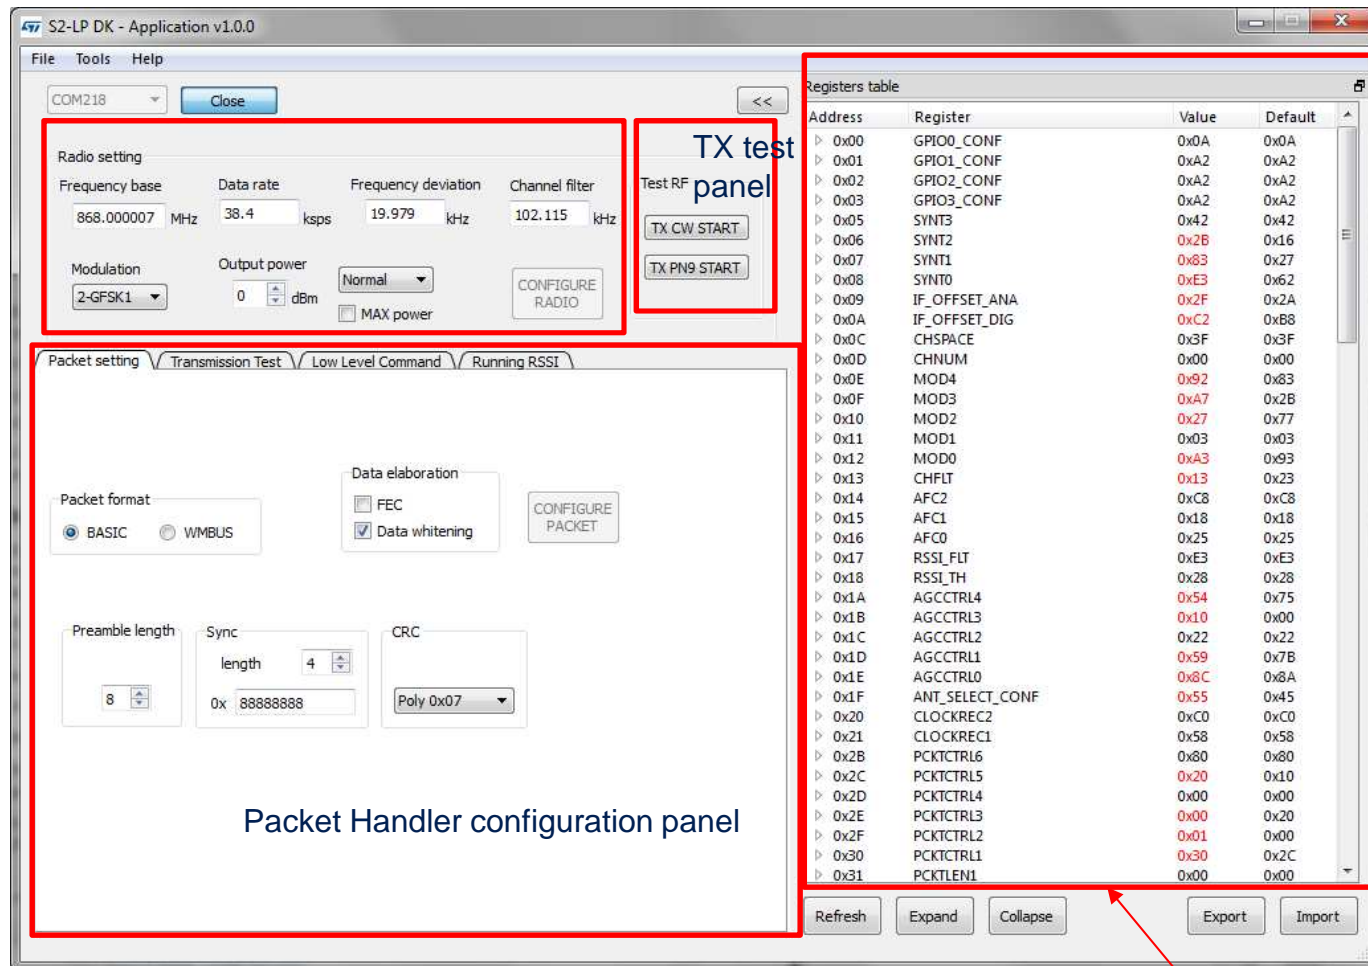 S2-LP DK - Application v1.0.0
File Tools Help
COM218 Close <<
Radio setting
Frequency base Data rate Frequency deviation Channel filter
868.000007 MHz 38.4 ksps 19.979 kHz 102.115 kHz
Modulation Output power
2-GFSK1 0 dBm Normal CONFIGURE RADIO
MAX power
TX test panel
Test RF
TX CW START
TX PN9 START
Packet setting Transmission Test Low Level Command Running RSSI
Packet format
BASIC WMBUS
Data elaboration
FEC
Data whitening
CONFIGURE PACKET
Preamble length
8
Sync
length 4
0x 88888888
CRC
Poly 0x07
Packet Handler configuration panel
Registers table
Address Register Value Default
0x00 GPIO0_CONF 0x0A 0x0A
0x01 GPIO1_CONF 0xA2 0xA2
0x02 GPIO2_CONF 0xA2 0xA2
0x03 GPIO3_CONF 0xA2 0xA2
0x05 SYNT3 0x42 0x42
0x06 SYNT2 0x2B 0x16
0x07 SYNT1 0x83 0x27
0x08 SYNT0 0xE3 0x62
0x09 IF_OFFSET_ANA 0x2F 0x2A
0x0A IF_OFFSET_DIG 0xC2 0xB8
0x0C CHSPACE 0x3F 0x3F
0x0D CHNUM 0x00 0x00
0x0E MOD4 0x92 0x83
0x0F MOD3 0xA7 0x2B
0x10 MOD2 0x27 0x77
0x11 MOD1 0x03 0x03
0x12 MOD0 0xA3 0x93
0x13 CHFLT 0x13 0x23
0x14 AFC2 0xC8 0xC8
0x15 AFC1 0x18 0x18
0x16 AFC0 0x25 0x25
0x17 RSSI_FLT 0xE3 0xE3
0x18 RSSI_TH 0x28 0x28
0x1A AGCCTRL4 0x54 0x75
0x1B AGCCTRL3 0x10 0x00
0x1C AGCCTRL2 0x22 0x22
0x1D AGCCTRL1 0x59 0x7B
0x1E AGCCTRL0 0x8C 0x8A
0x1F ANT_SELECT_CONF 0x55 0x45
0x20 CLOCKREC2 0xC0 0xC0
0x21 CLOCKREC1 0x58 0x58
0x2B PCKTCTRL6 0x80 0x80
0x2C PCKTCTRL5 0x20 0x10
0x2D PCKTCTRL4 0x00 0x00
0x2E PCKTCTRL3 0x00 0x20
0x2F PCKTCTRL2 0x01 0x00
0x30 PCKTCTRL1 0x30 0x2C
0x31 PCKTLEN1 0x00 0x00
Refresh Expand Collapse Export Import